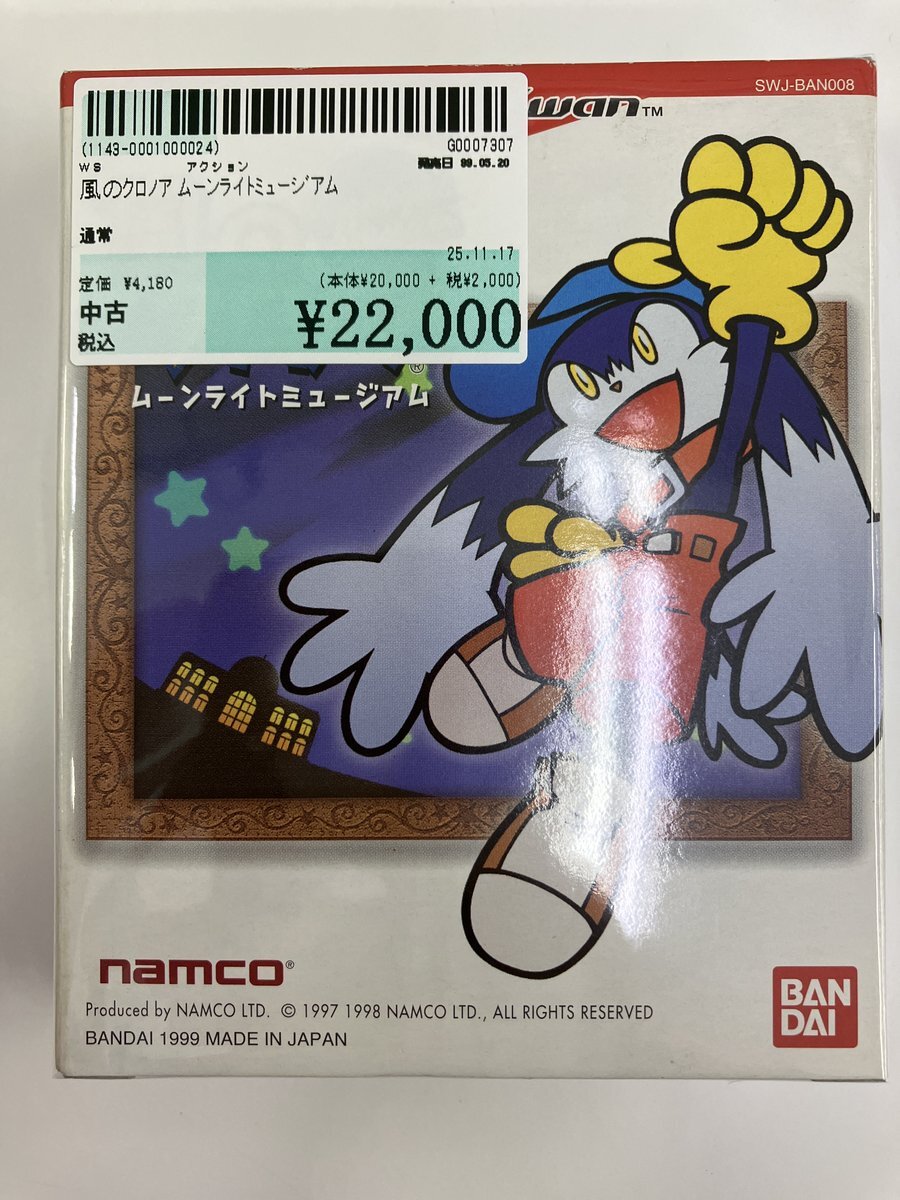 SWJ-BAN008
wan™
(1143-0001000024) G0007307
WS アクション 発売日 99.05.20
風のクロノア ムーンライトミュージアム
通常
25.11.17
定価 ¥4,180 (本体¥20,000 + 税¥2,000)
中古
税込 ¥22,000
®
ムーンライトミュージアム
namco®
Produced by NAMCO LTD. © 1997 1998 NAMCO LTD., ALL RIGHTS RESERVED
BANDAI 1999 MADE IN JAPAN
BAN
DAI